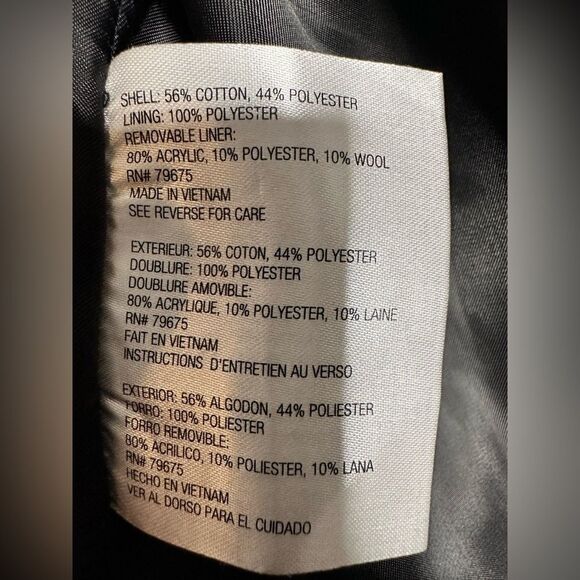 SHELL: 56% COTTON, 44% POLYESTER
LINING: 100% POLYESTER
REMOVABLE LINER:
80% ACRYLIC, 10% POLYESTER, 10% WOOL
RN# 79675
MADE IN VIETNAM
SEE REVERSE FOR CARE
EXTERIEUR: 56% COTON, 44% POLYESTER
DOUBLURE: 100% POLYESTER
DOUBLURE AMOVIBLE:
80% ACRYLIQUE, 10% POLYESTER, 10% LAINE
RN# 79675
FAIT EN VIETNAM
INSTRUCTIONS D'ENTRETIEN AU VERSO
EXTERIOR: 56% ALGODON, 44% POLIESTER
FORRO: 100% POLIESTER
FORRO REMOVIBLE:
80% ACRILICO, 10% POLIESTER, 10% LANA
RN# 79675
HECHO EN VIETNAM
VER AL DORSO PARA EL CUIDADO